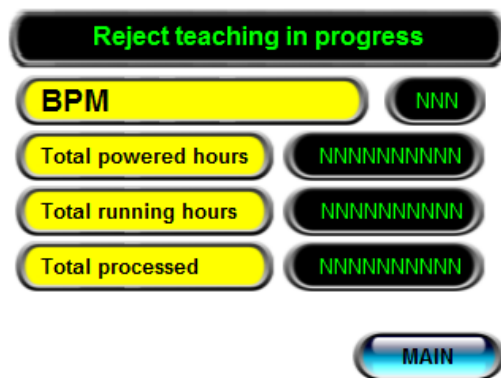 Reject teaching in progress
BPM NNN
Total powered hours NNNNNNNNNN
Total running hours NNNNNNNNNN
Total processed NNNNNNNNNN
MAIN